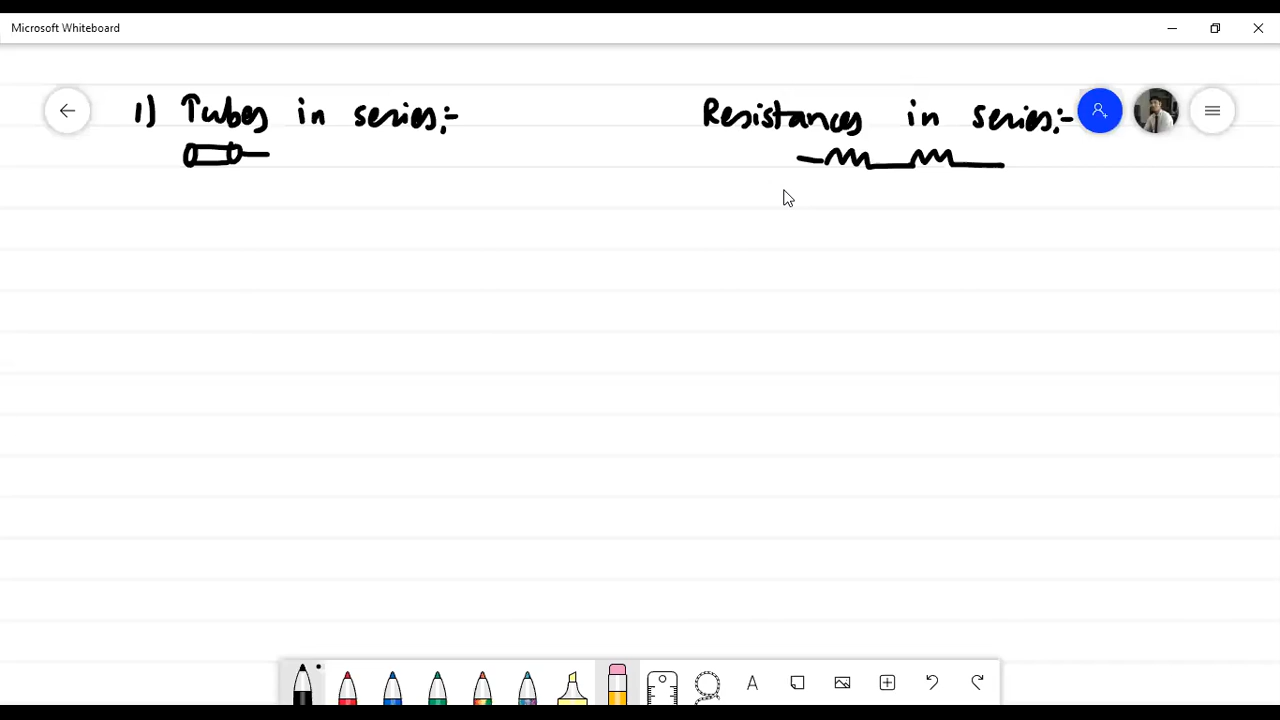 Microsoft Whiteboard
1) Tubes in series:-
Resistances in series:-
A